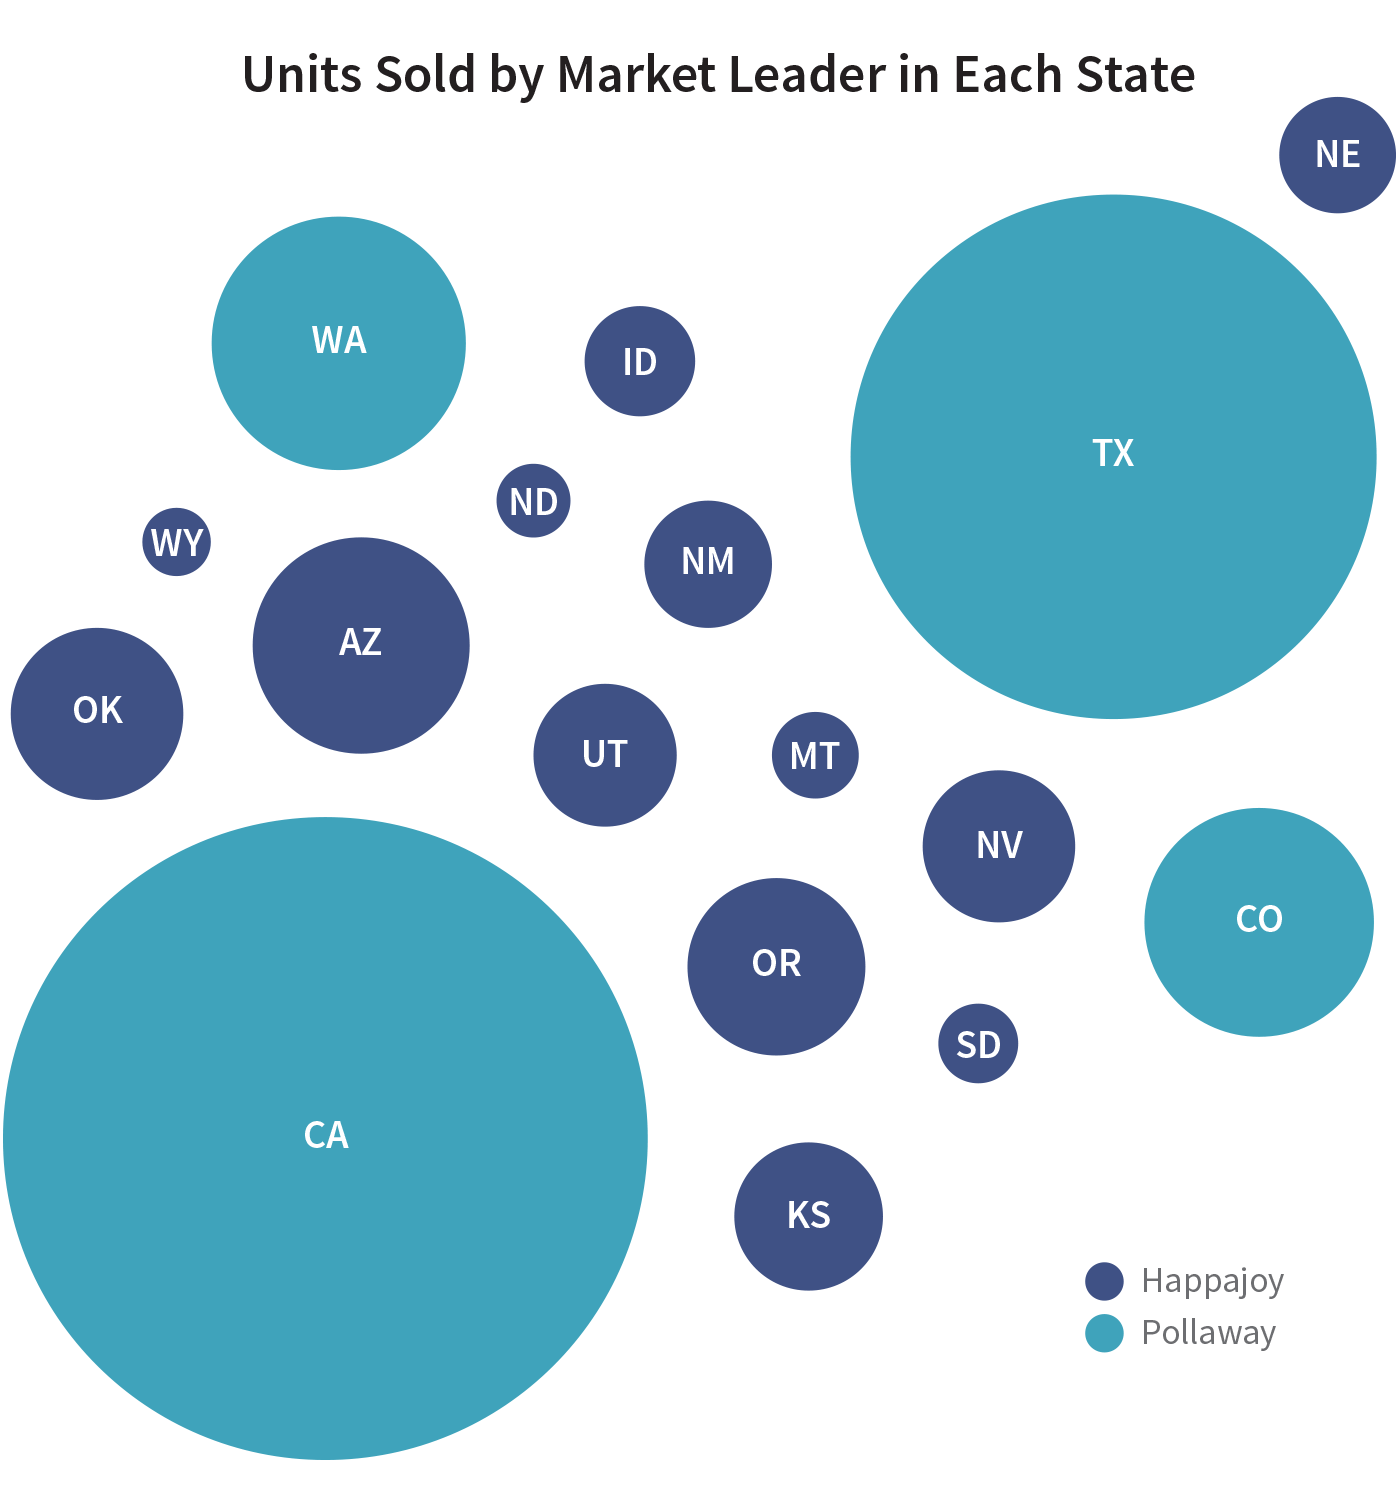 Units Sold by Market Leader in Each State
NE
WA
ID
TX
ND
WY
NM
AZ
OK
UT
MT
NV
CO
OR
SD
CA
KS
Happajoy
Pollaway